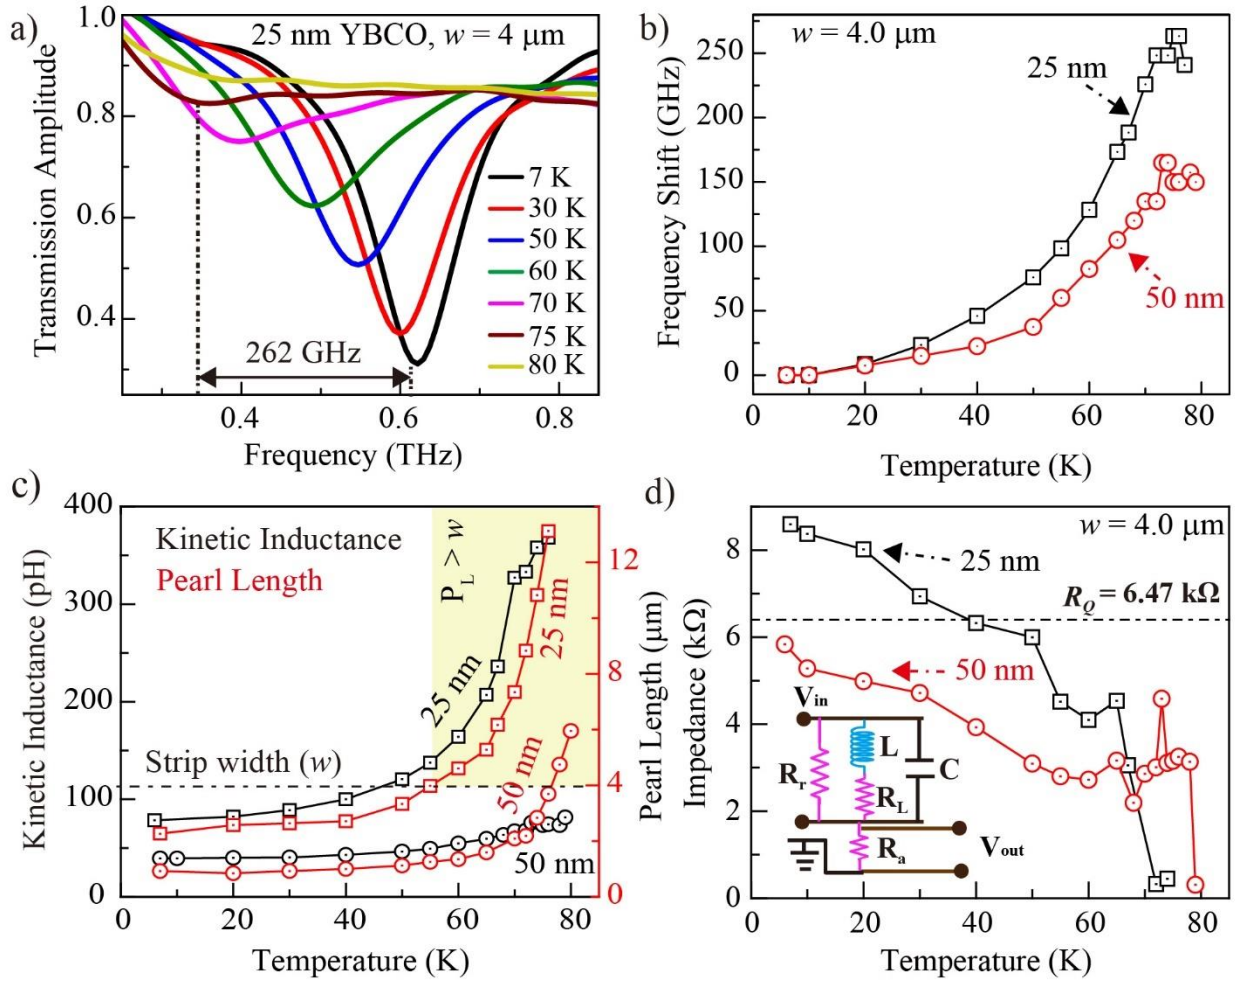 a)
25 nm YBCO, w = 4 μm
1.0
0.8
0.6
0.4
Transmission Amplitude
7 K
30 K
50 K
60 K
70 K
75 K
80 K
262 GHz
0.4 0.6 0.8
Frequency (THz)
b)
w = 4.0 μm
25 nm
50 nm
250
200
150
100
50
0
Frequency Shift (GHz)
0 20 40 60 80
Temperature (K)
c)
Kinetic Inductance
Pearl Length
P_L > w
25 nm
25 nm
Strip width (w)
50 nm
50 nm
400
300
200
100
0
Kinetic Inductance (pH)
12
8
4
0
Pearl Length (μm)
0 20 40 60 80
Temperature (K)
d)
w = 4.0 μm
25 nm
R_Q = 6.47 kΩ
50 nm
V_in
L
C
R_r
R_L
R_a
V_out
8
6
4
2
0
Impedance (kΩ)
0 20 40 60 80
Temperature (K)